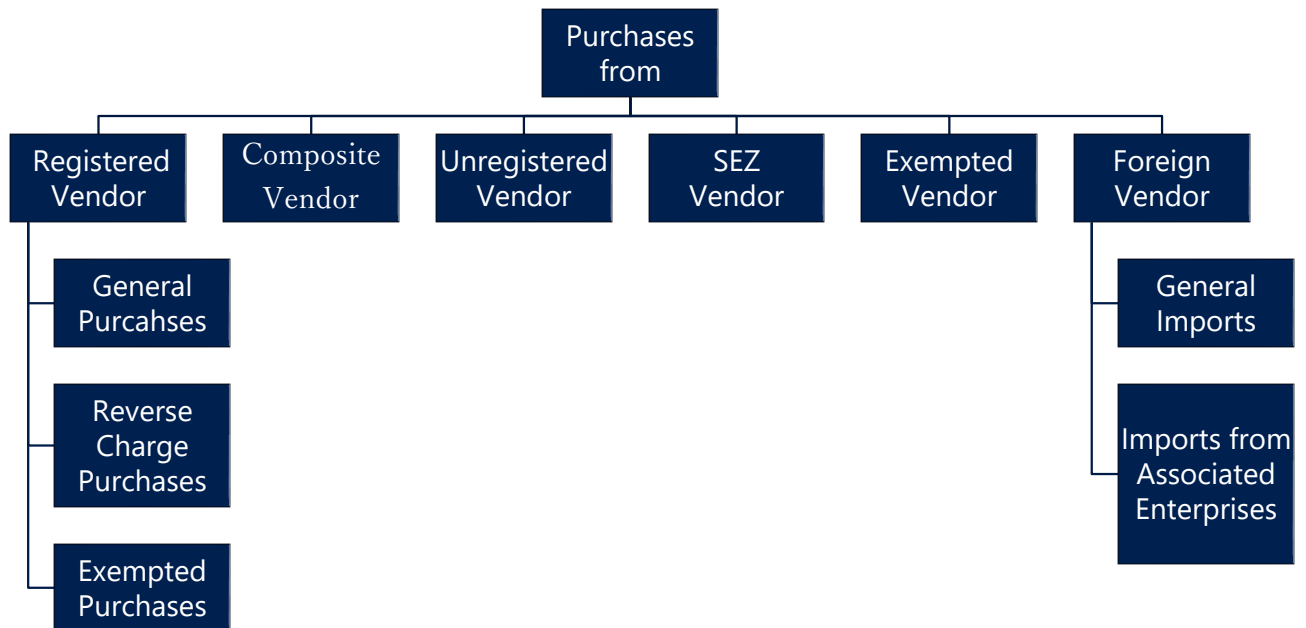 Purchases
from
Registered
Vendor
Composite
Vendor
Unregistered
Vendor
SEZ
Vendor
Exempted
Vendor
Foreign
Vendor
General
Purcahses
Reverse
Charge
Purchases
Exempted
Purchases
General
Imports
Imports from
Associated
Enterprises